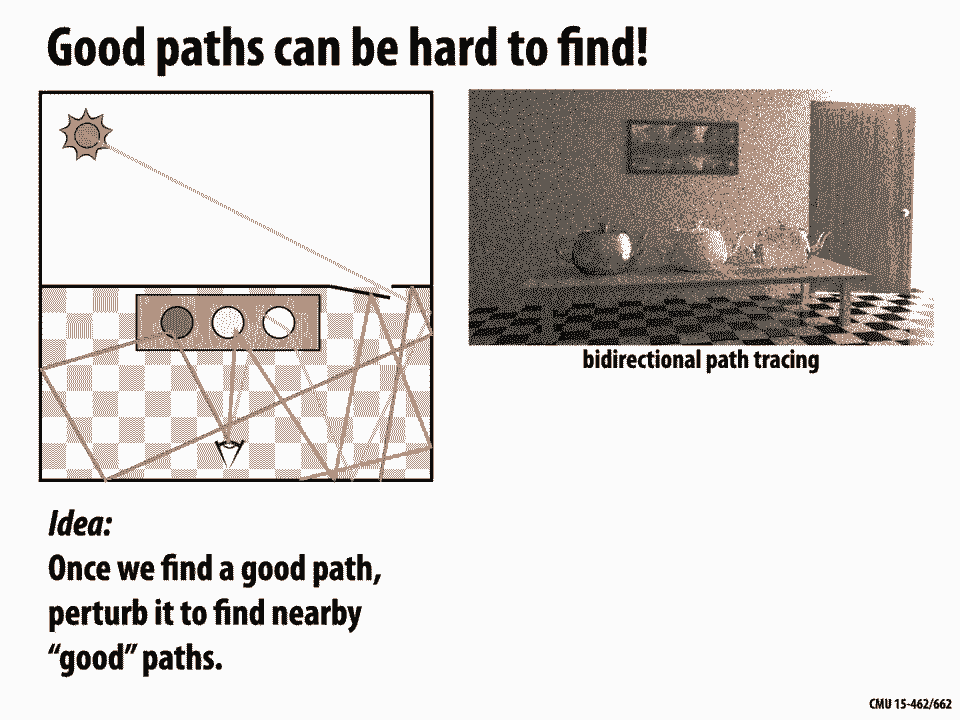 Good paths can be hard to find!
bidirectional path tracing
Idea:
Once we find a good path,
perturb it to find nearby
“good” paths.
CMU 15-462/662